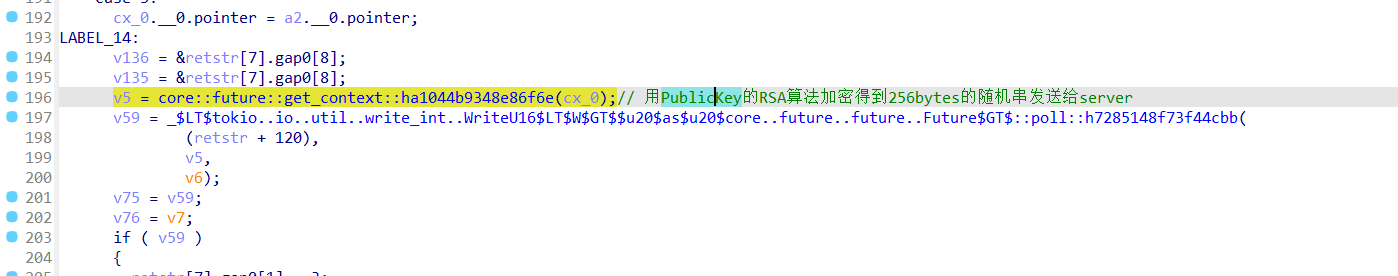 191 case 3:
192 cx_0.__0.pointer = a2.__0.pointer;
193 LABEL_14:
194 v136 = &retstr[7].gap0[8];
195 v135 = &retstr[7].gap0[8];
196 v5 = core::future::get_context::ha1044b9348e86f6e(cx_0);// 用PublicKey的RSA算法加密得到256bytes的随机串发送给server
197 v59 = _$LT$tokio..io..util..write_int..WriteU16$LT$W$GT$$u20$as$u20$core..future..future..Future$GT$::poll::h7285148f73f44cbb(
198 (retstr + 120),
199 v5,
200 v6);
201 v75 = v59;
202 v76 = v7;
203 if ( v59 )
204 {